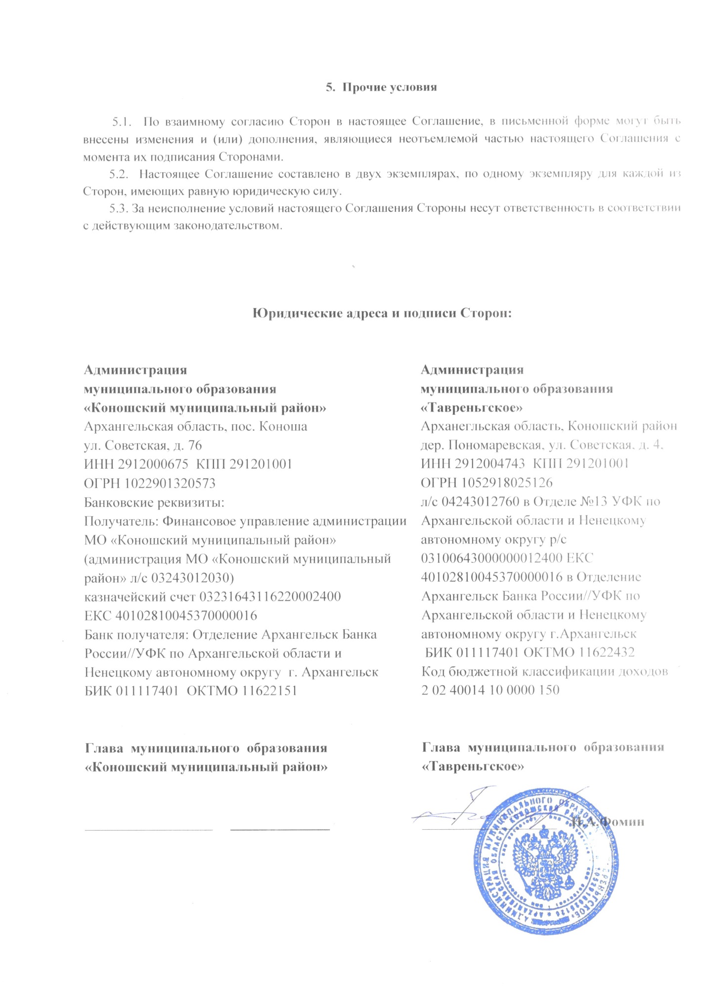 5. Прочие условия
5.1. По взаимному согласию Сторон в настоящее Соглашение, в письменной форме могут быть
внесены изменения и (или) дополнения, являющиеся неотъемлемой частью настоящего Соглашения с
момента их подписания Сторонами.
5.2. Настоящее Соглашение составлено в двух экземплярах, по одному экземпляру для каждой из
Сторон, имеющих равную юридическую силу.
5.3. За неисполнение условий настоящего Соглашения Стороны несут ответственность в соответствии
с действующим законодательством.
Юридические адреса и подписи Сторон:
Администрация
муниципального образования
«Коношский муниципальный район»
Архангельская область, пос. Коноша
ул. Советская, д. 76
ИНН 2912000675 КПП 291201001
ОГРН 1022901320573
Банковские реквизиты:
Получатель: Финансовое управление администрации
МО «Коношский муниципальный район»
(администрация МО «Коношский муниципальный
район» л/с 03243012030)
казначейский счет 03231643116220002400
ЕКС 40102810045370000016
Банк получателя: Отделение Архангельск Банка
России//УФК по Архангельской области и
Ненецкому автономному округу г. Архангельск
БИК 011117401 ОКТМО 11622151
Глава муниципального образования
«Коношский муниципальный район»
Администрация
муниципального образования
«Тавреньгское»
Арханегльская область, Коношский район
дер. Пономаревская, ул. Советская, д. 4,
ИНН 2912004743 КПП 291201001
ОГРН 1052918025126
л/с 04243012760 в Отделе №13 УФК по
Архангельской области и Ненецкому
автономному округу р/с
03100643000000012400 ЕКС
40102810045370000016 в Отделение
Архангельск Банка России//УФК по
Архангельской области и Ненецкому
автономному округу г.Архангельск
БИК 011117401 ОКТМО 11622432
Код бюджетной классификации доходов
2 02 40014 10 0000 150
Глава муниципального образования
«Тавреньгское»
Н.А.Фомин
АДМИНИСТРАЦИЯ МУНИЦИПАЛЬНОГО
АРХАНГЕЛЬСКАЯ ОБЛАСТЬ КОНОШСКИЙ РАЙОН
1052918025126